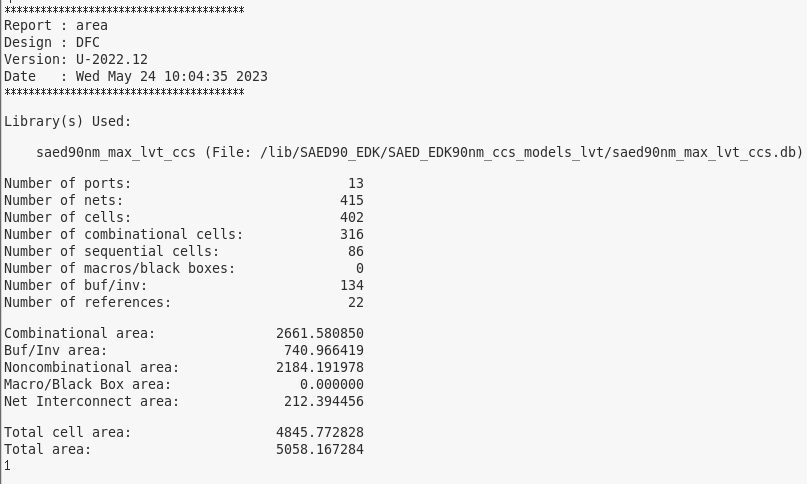 ****************************************
Report : area
Design : DFC
Version: U-2022.12
Date   : Wed May 24 10:04:35 2023
****************************************
Library(s) Used:
    saed90nm_max_lvt_ccs (File: /lib/SAED90_EDK/SAED_EDK90nm_ccs_models_lvt/saed90nm_max_lvt_ccs.db)
Number of ports:                           13
Number of nets:                           415
Number of cells:                          402
Number of combinational cells:            316
Number of sequential cells:                86
Number of macros/black boxes:               0
Number of buf/inv:                        134
Number of references:                      22
Combinational area:               2661.580850
Buf/Inv area:                      740.966419
Noncombinational area:            2184.191978
Macro/Black Box area:                0.000000
Net Interconnect area:             212.394456
Total cell area:                  4845.772828
Total area:                       5058.167284
1